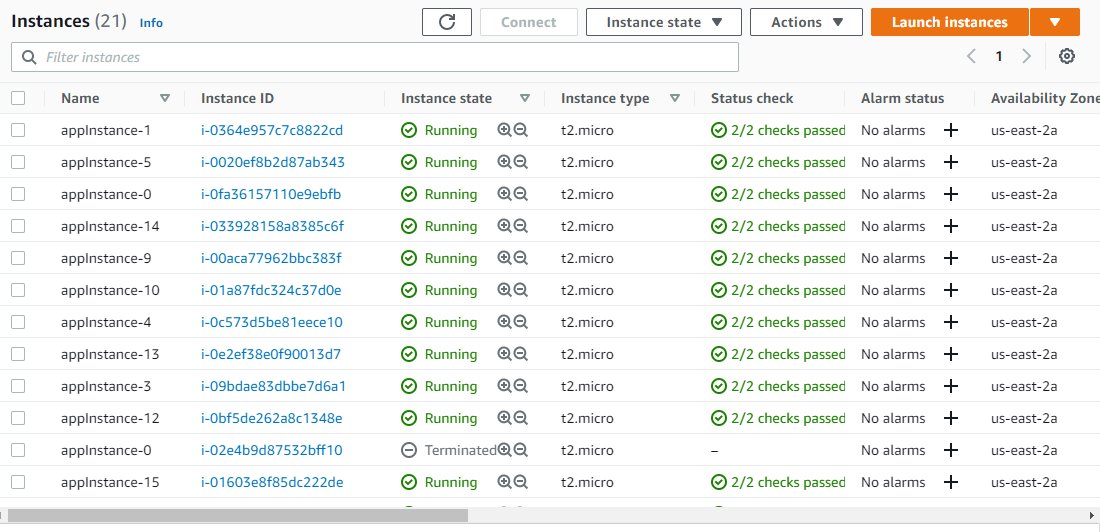 Instances (21) Info Connect Instance state Actions Launch instances
Filter instances 1
Name Instance ID Instance state Instance type Status check Alarm status Availability Zone
appInstance-1 i-0364e957c7c8822cd Running t2.micro 2/2 checks passed No alarms us-east-2a
appInstance-5 i-0020ef8b2d87ab343 Running t2.micro 2/2 checks passed No alarms us-east-2a
appInstance-0 i-0fa36157110e9ebfb Running t2.micro 2/2 checks passed No alarms us-east-2a
appInstance-14 i-033928158a8385c6f Running t2.micro 2/2 checks passed No alarms us-east-2a
appInstance-9 i-00aca77962bbc383f Running t2.micro 2/2 checks passed No alarms us-east-2a
appInstance-10 i-01a87fdc324c37d0e Running t2.micro 2/2 checks passed No alarms us-east-2a
appInstance-4 i-0c573d5be81eece10 Running t2.micro 2/2 checks passed No alarms us-east-2a
appInstance-13 i-0e2ef38e0f90013d7 Running t2.micro 2/2 checks passed No alarms us-east-2a
appInstance-3 i-09bdae83dbbe7d6a1 Running t2.micro 2/2 checks passed No alarms us-east-2a
appInstance-12 i-0bf5de262a8c1348e Running t2.micro 2/2 checks passed No alarms us-east-2a
appInstance-0 i-02e4b9d87532bff10 Terminated t2.micro – No alarms us-east-2a
appInstance-15 i-01603e8f85dc222de Running t2.micro 2/2 checks passed No alarms us-east-2a